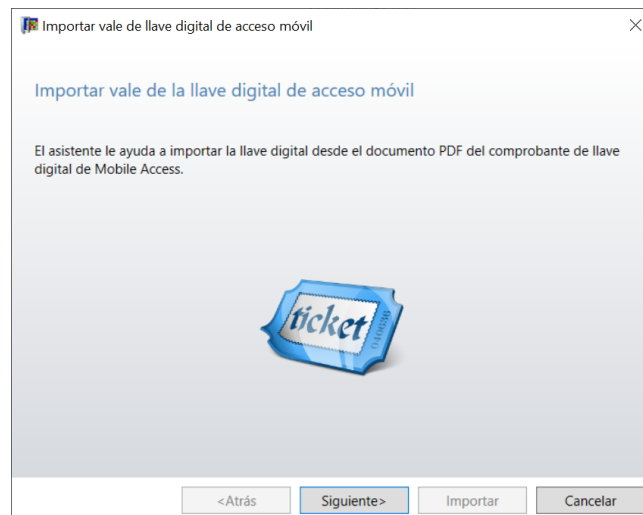 Importar vale de llave digital de acceso móvil
Importar vale de la llave digital de acceso móvil
El asistente le ayuda a importar la llave digital desde el documento PDF del comprobante de llave
digital de Mobile Access.
ticket
040636
<Atrás
Siguiente>
Importar
Cancelar